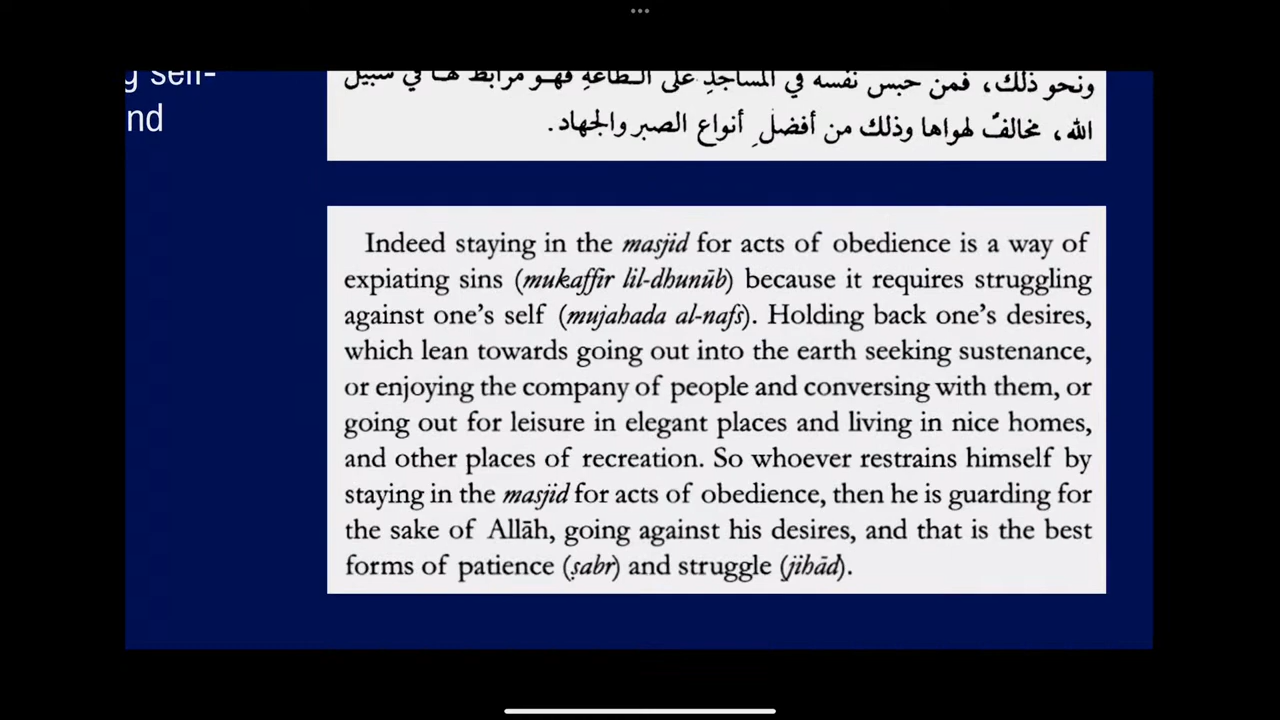 self-
nd
ونحو ذلك، فمن حبس نفسه في المساجدِ على الطاعةِ فهو مرابط لها في سبيل
الله، مخالفٌ لهواها وذلك من أفضلِ أنواع الصبر والجهاد.
Indeed staying in the masjid for acts of obedience is a way of
expiating sins (mukaffir lil-dhunūb) because it requires struggling
against one’s self (mujahada al-nafs). Holding back one’s desires,
which lean towards going out into the earth seeking sustenance,
or enjoying the company of people and conversing with them, or
going out for leisure in elegant places and living in nice homes,
and other places of recreation. So whoever restrains himself by
staying in the masjid for acts of obedience, then he is guarding for
the sake of Allāh, going against his desires, and that is the best
forms of patience (ṣabr) and struggle (jihād).